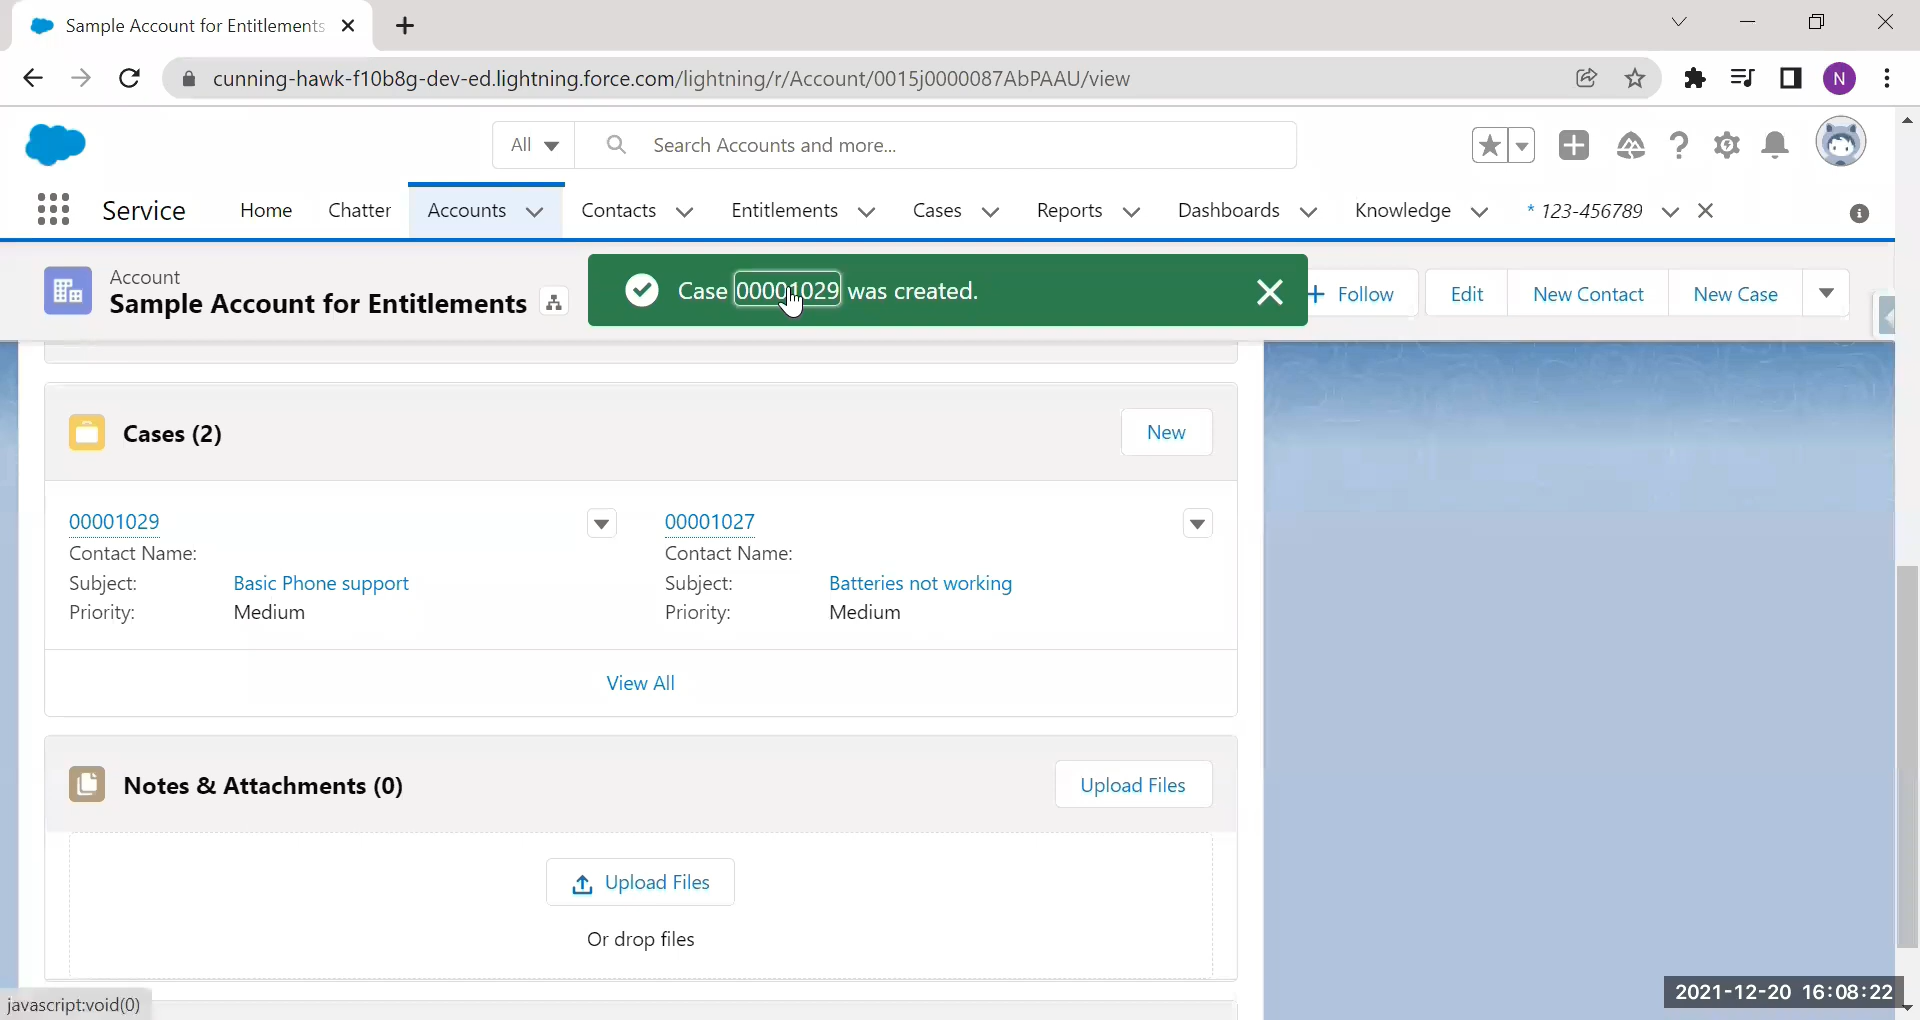 Sample Account for Entitlements
cunning-hawk-f10b8g-dev-ed.lightning.force.com/lightning/r/Account/0015j0000087AbPAAU/view
N
All
Search Accounts and more...
Service
Home
Chatter
Accounts
Contacts
Entitlements
Cases
Reports
Dashboards
Knowledge
* 123-456789
Account
Sample Account for Entitlements
Case 00001029 was created.
+ Follow
Edit
New Contact
New Case
Cases (2)
New
00001029
Contact Name:
Subject: Basic Phone support
Priority: Medium
00001027
Contact Name:
Subject: Batteries not working
Priority: Medium
View All
Notes & Attachments (0)
Upload Files
Upload Files
Or drop files
javascript:void(0)
2021-12-20 16:08:22